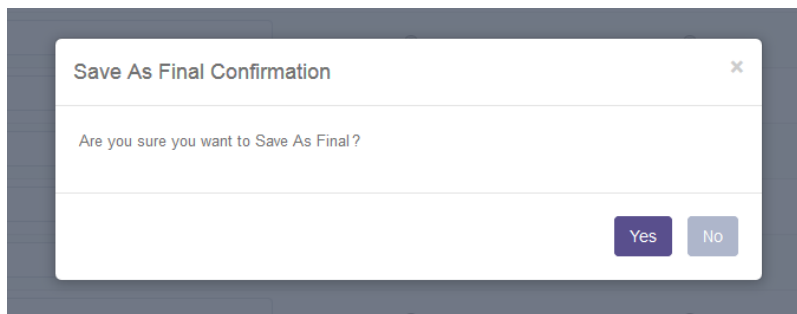 Save As Final Confirmation
×
Are you sure you want to Save As Final?
Yes No